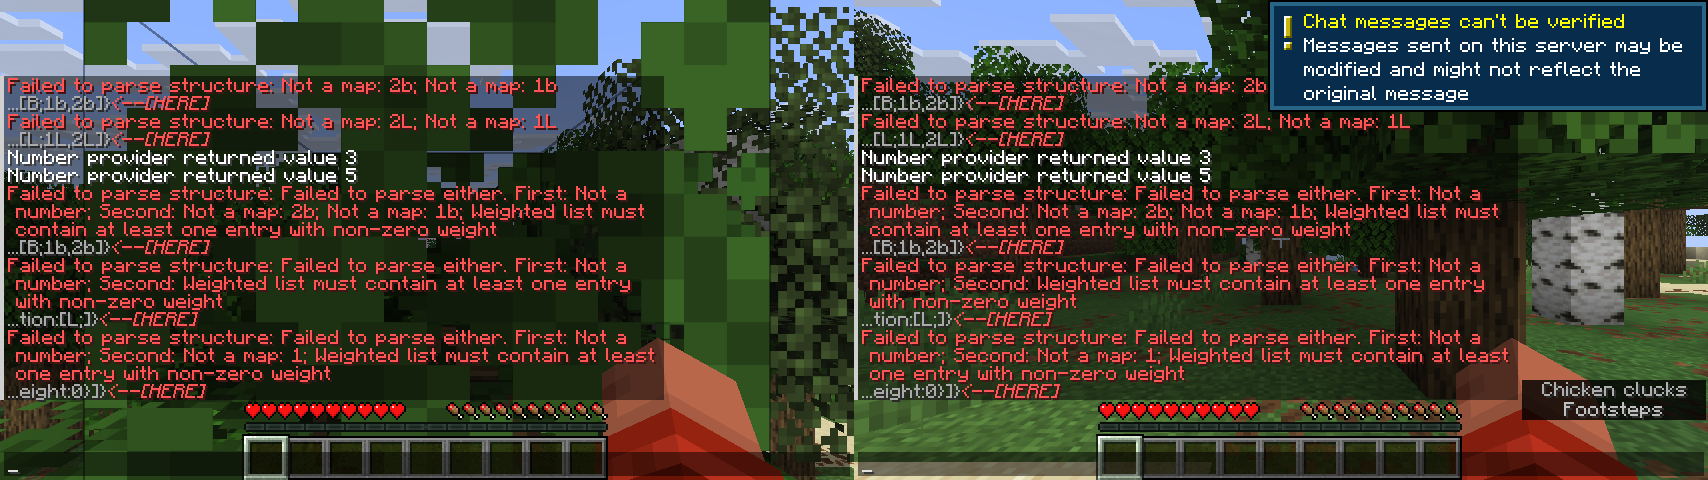 Failed to parse structure: Not a map: 2b; Not a map: 1b
...[B;1b,2b]}<--[HERE]
Failed to parse structure: Not a map: 2L; Not a map: 1L
...[L;1L,2L]}<--[HERE]
Number provider returned value 3
Number provider returned value 5
Failed to parse structure: Failed to parse either. First: Not a
number; Second: Not a map: 2b; Not a map: 1b; Weighted list must
contain at least one entry with non-zero weight
...[B;1b,2b]}<--[HERE]
Failed to parse structure: Failed to parse either. First: Not a
number; Second: Weighted list must contain at least one entry
with non-zero weight
...tion:[L;]}<--[HERE]
Failed to parse structure: Failed to parse either. First: Not a
number; Second: Not a map: 1; Weighted list must contain at least
one entry with non-zero weight
...eight:0}]}<--[HERE]
_
Chat messages can't be verified
Messages sent on this server may be
modified and might not reflect the
original message
Failed to parse structure: Not a map: 2b
...[B;1b,2b]}<--[HERE]
Failed to parse structure: Not a map: 2L; Not a map: 1L
...[L;1L,2L]}<--[HERE]
Number provider returned value 3
Number provider returned value 5
Failed to parse structure: Failed to parse either. First: Not a
number; Second: Not a map: 2b; Not a map: 1b; Weighted list must
contain at least one entry with non-zero weight
...[B;1b,2b]}<--[HERE]
Failed to parse structure: Failed to parse either. First: Not a
number; Second: Weighted list must contain at least one entry
with non-zero weight
...tion:[L;]}<--[HERE]
Failed to parse structure: Failed to parse either. First: Not a
number; Second: Not a map: 1; Weighted list must contain at least
one entry with non-zero weight
...eight:0}]}<--[HERE]
Chicken clucks
Footsteps
_